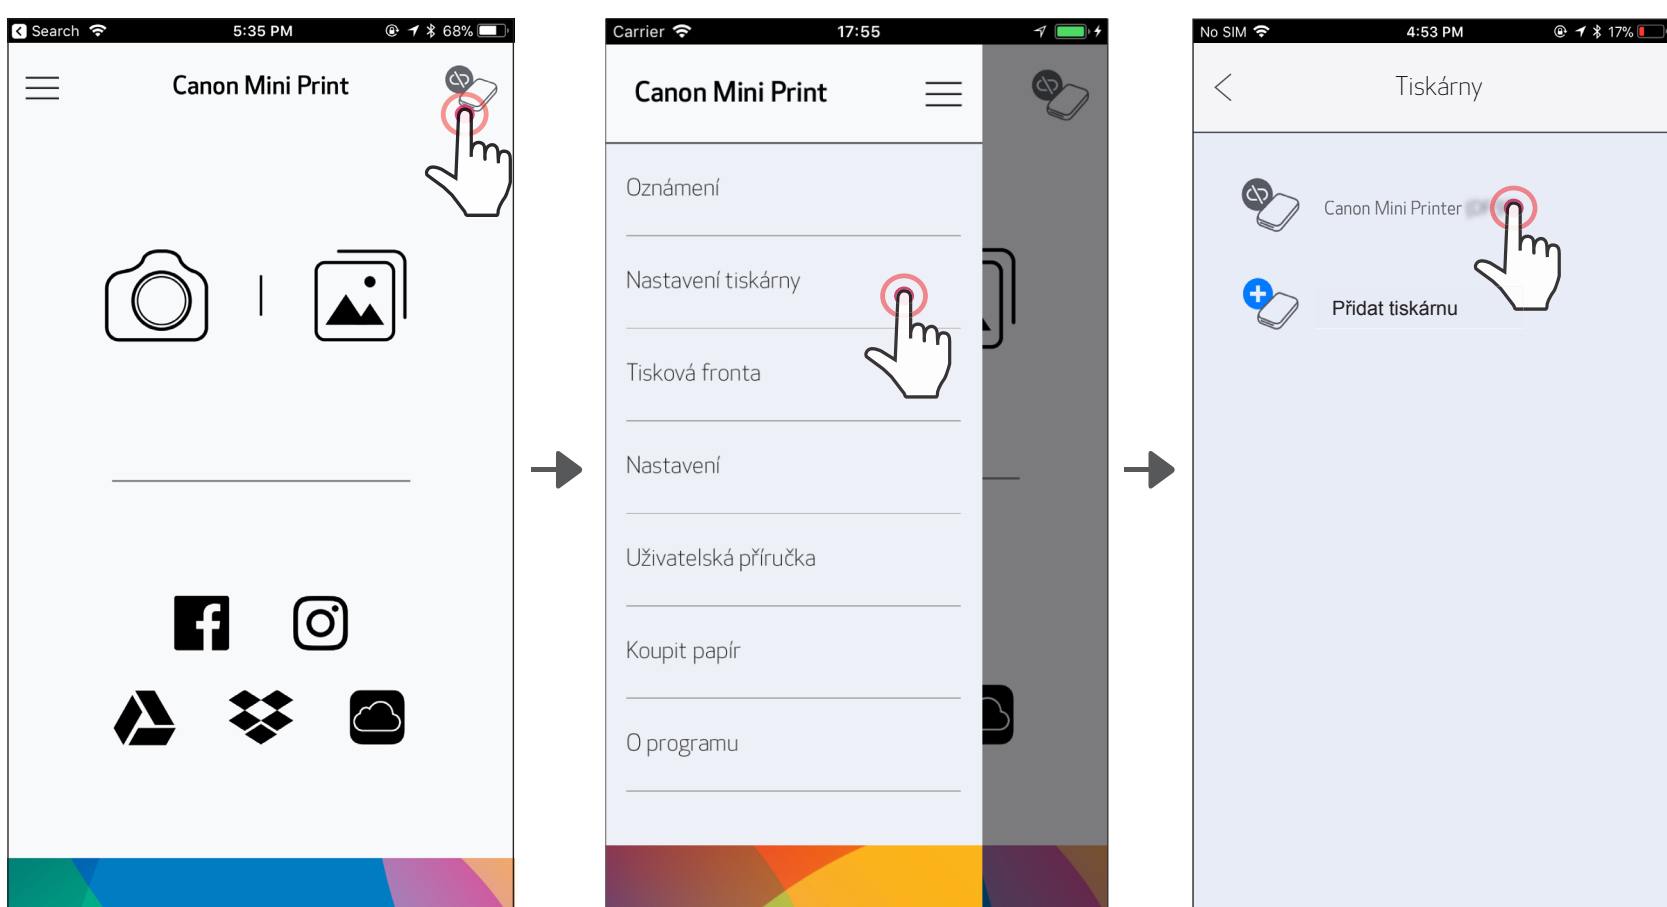 Search 5:35 PM 68%
Canon Mini Print
Carrier 17:55
Canon Mini Print
Oznámení
Nastavení tiskárny
Tisková fronta
Nastavení
Uživatelská příručka
Koupit papír
O programu
No SIM 4:53 PM 17%
Tiskárny
Canon Mini Printer
Přidat tiskárnu